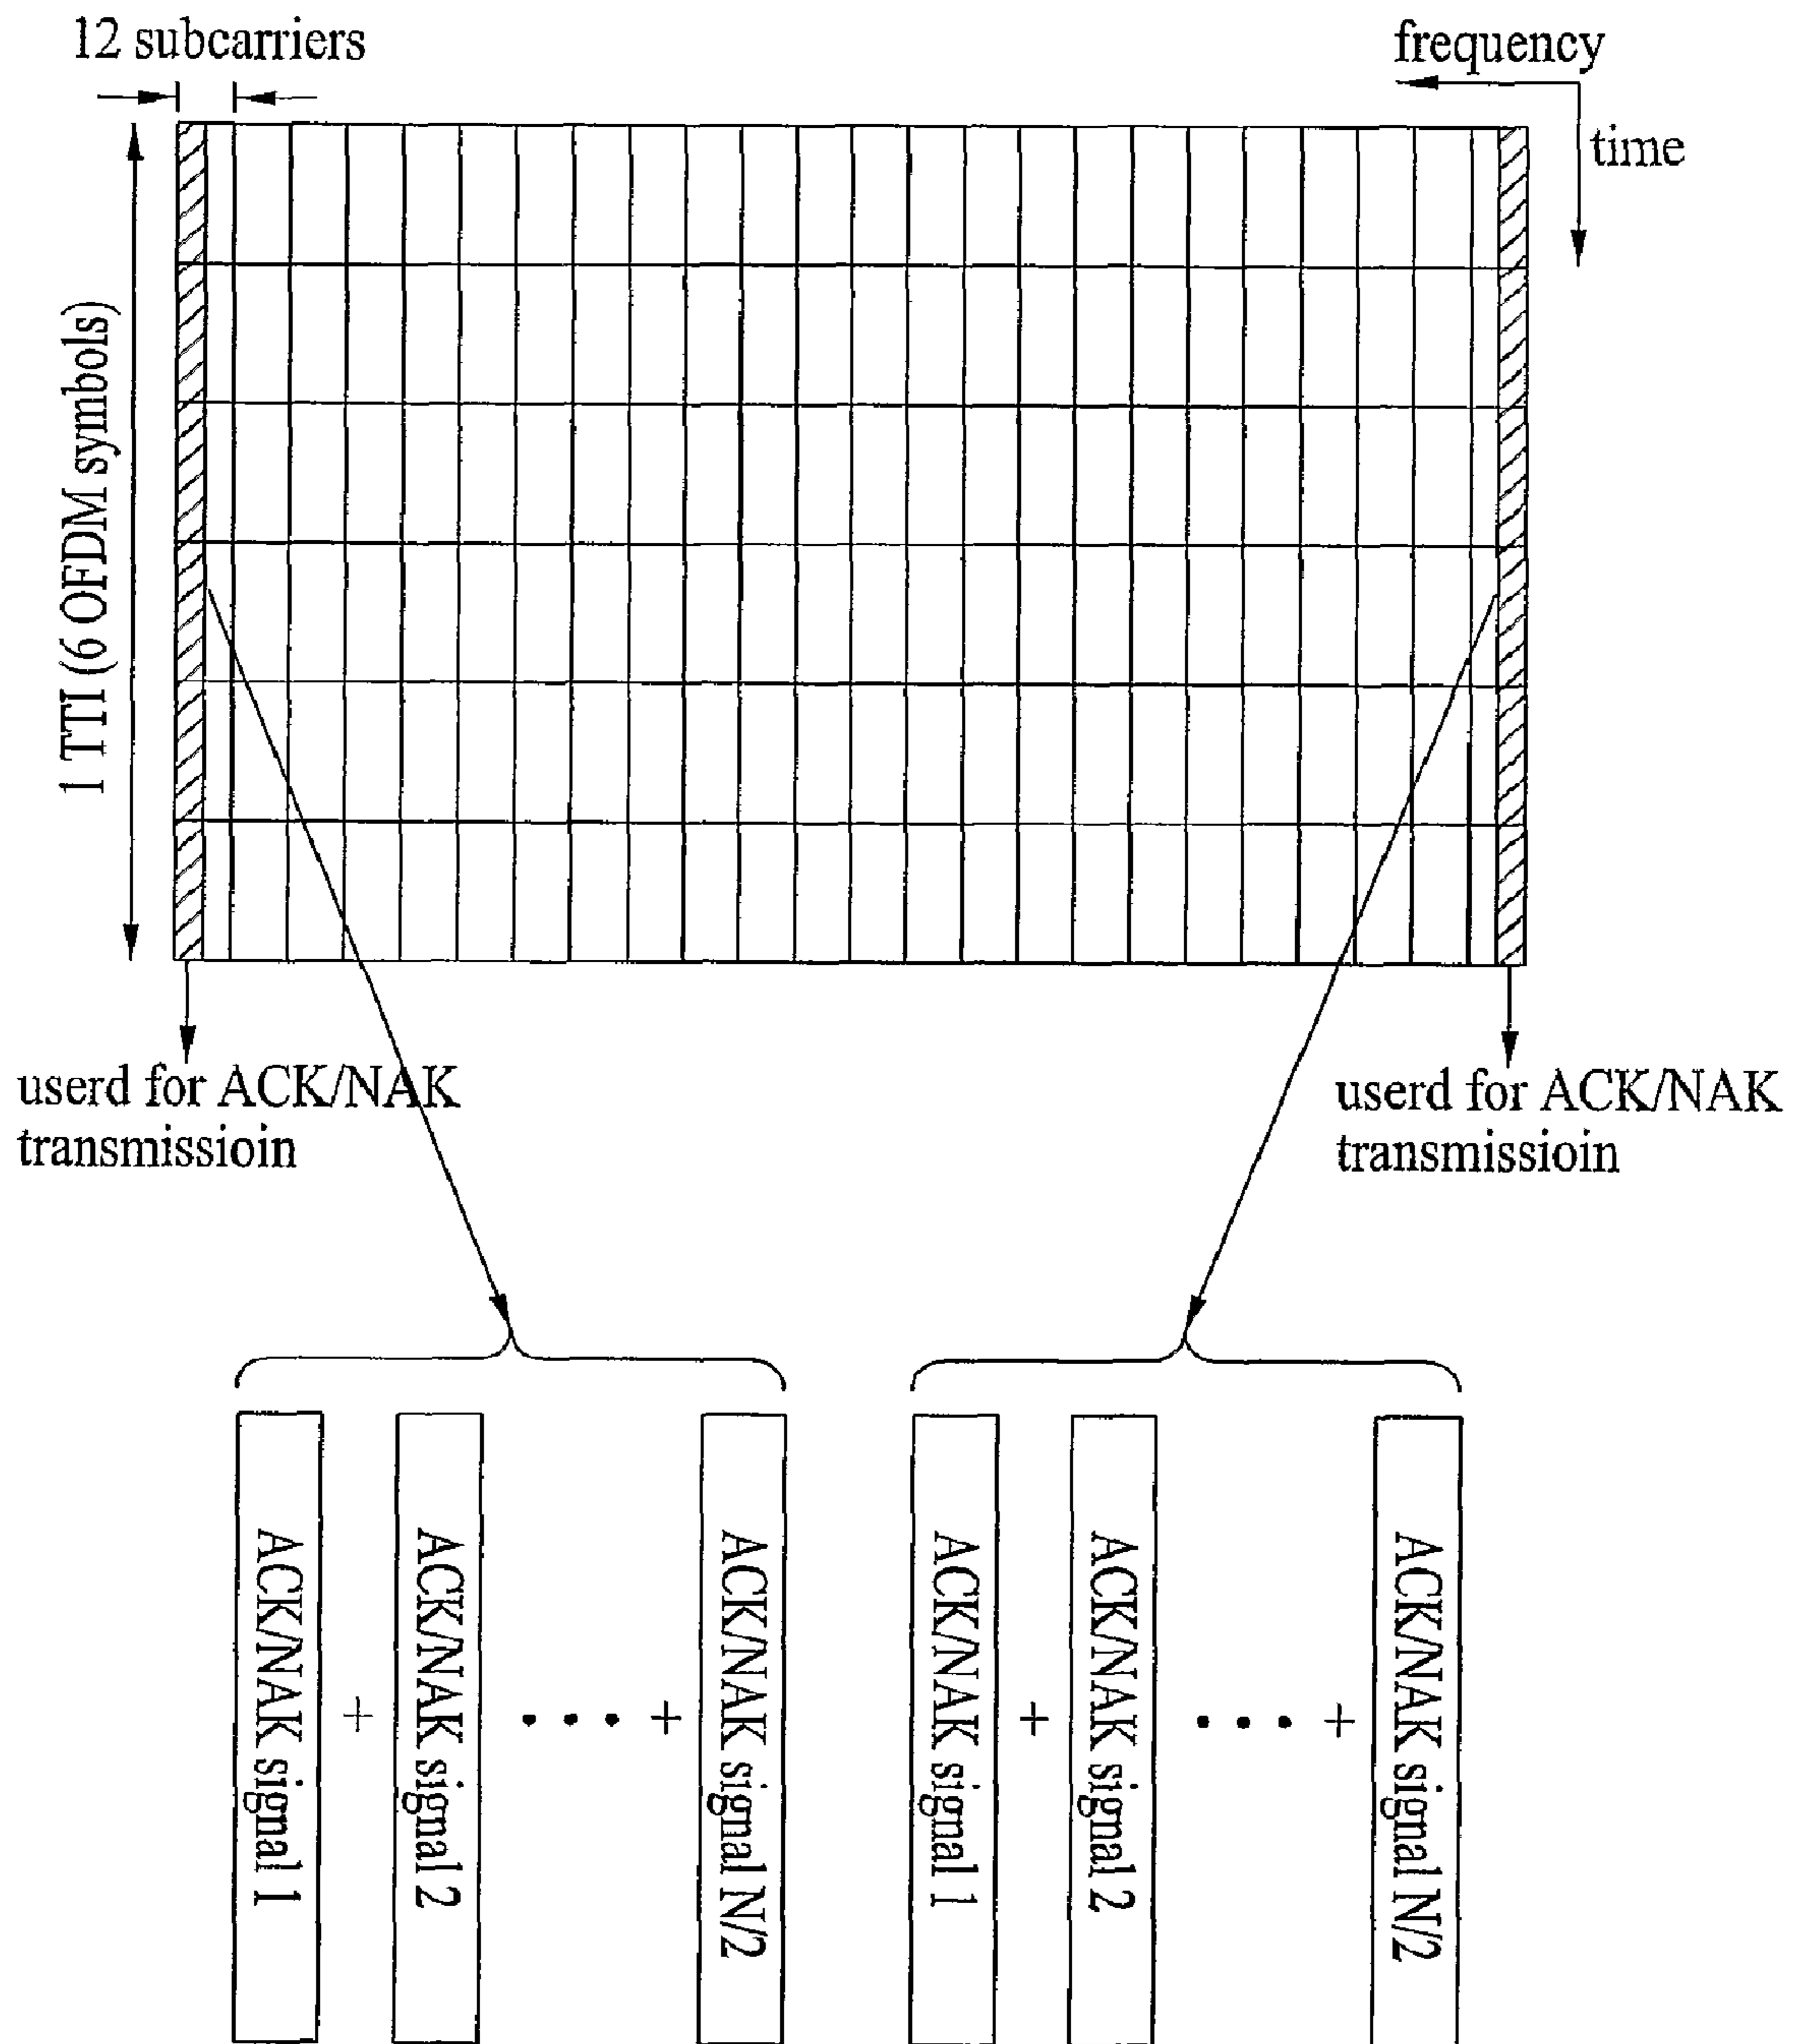 12 subcarriers
frequency
time
1 TTI (6 OFDM symbols)
userd for ACK/NAK
transmissioin
userd for ACK/NAK
transmissioin
ACK/NAK signal 1
+
ACK/NAK signal 2
• • •
+
ACK/NAK signal N/2
ACK/NAK signal 1
+
ACK/NAK signal 2
• • •
+
ACK/NAK signal N/2